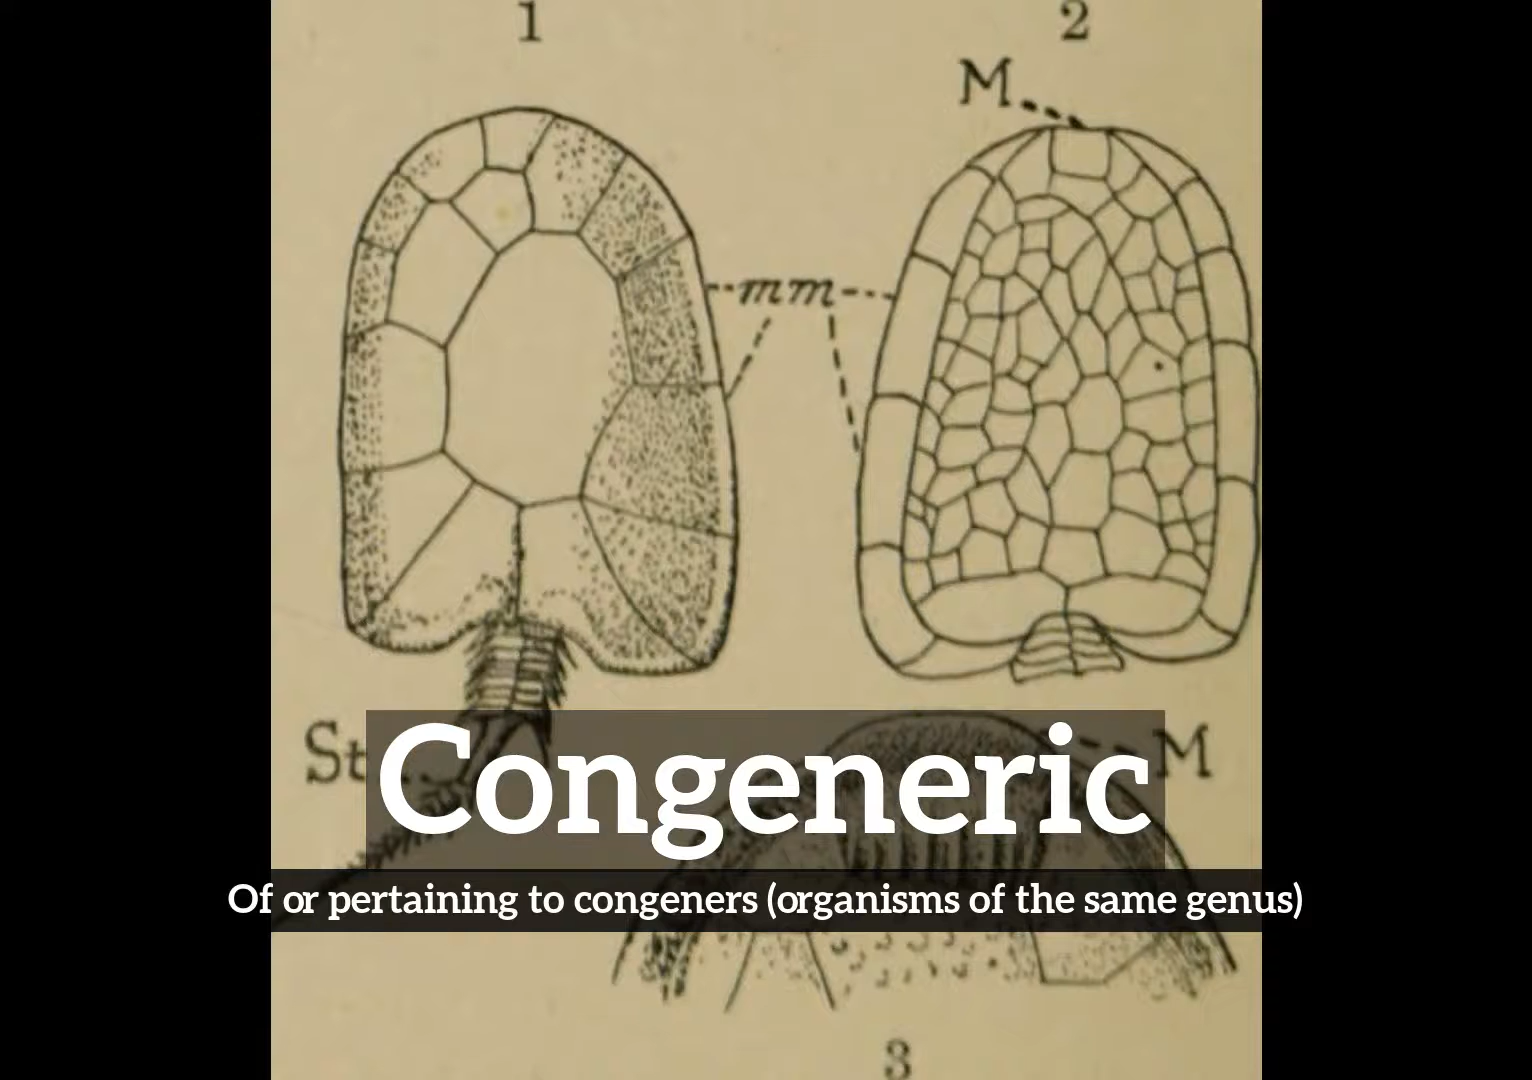 1
2
M
mm
St
M
Congeneric
Of or pertaining to congeners (organisms of the same genus)
3